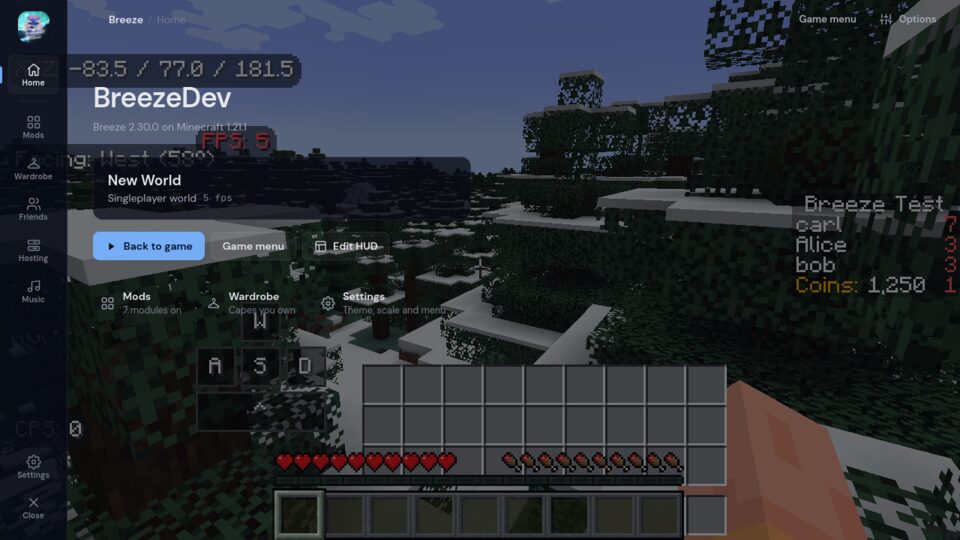 Breeze / Home
Game menu
Options
Home
-83.5 / 77.0 / 181.5
BreezeDev
Breeze 2.30.0 on Minecraft 1.21.1
FPS: 5
Mods
Facing: West (580)
Wardrobe
New World
Singleplayer world 5 fps
Friends
Breeze Test
carl 7
Alice 3
bob 3
Coins: 1,250 1
Back to game
Game menu
Edit HUD
Hosting
Music
Mods
7 modules on
Wardrobe
Capes you own
Settings
Theme, scale and menu
W
A S D
CPS: 0
Settings
Close